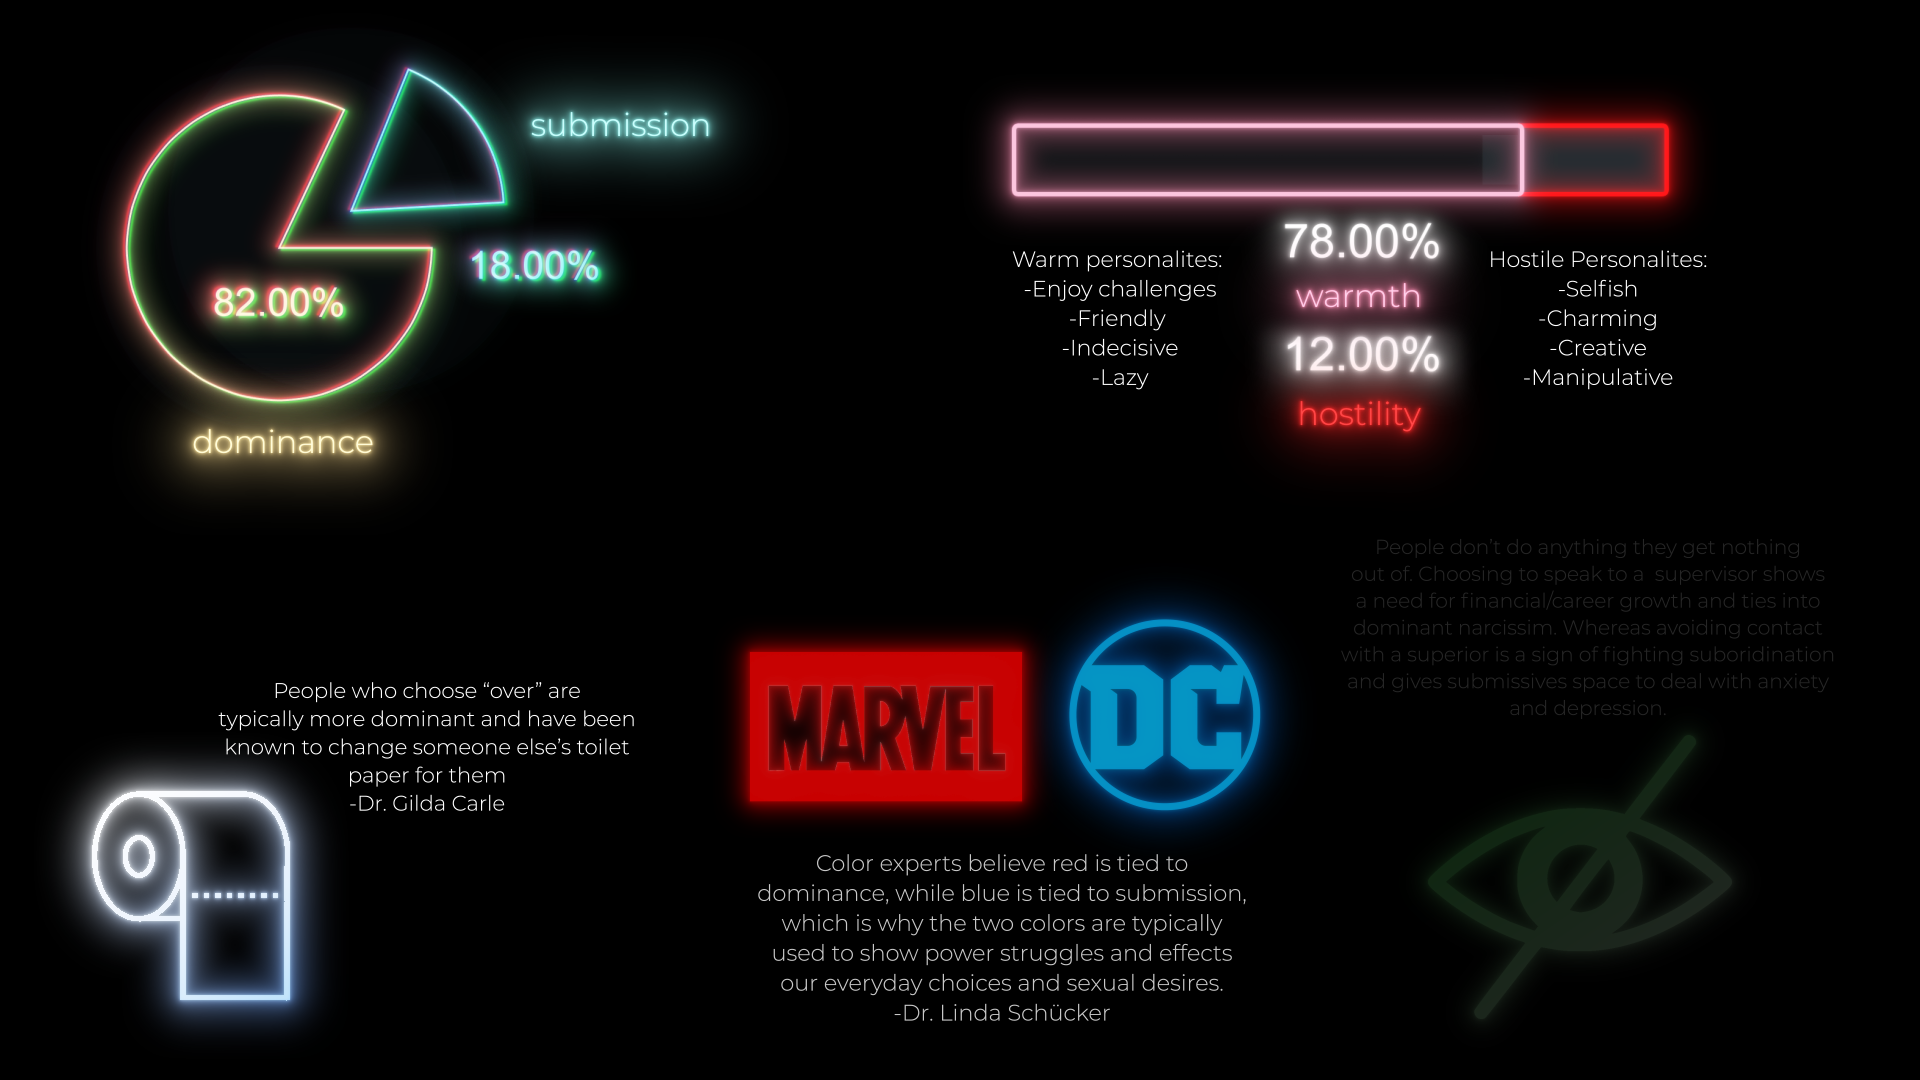 submission
18.00%
82.00%
dominance
78.00%
warmth
12.00%
hostility
Warm personalites:
-Enjoy challenges
-Friendly
-Indecisive
-Lazy
Hostile Personalites:
-Selfish
-Charming
-Creative
-Manipulative
People who choose “over” are
typically more dominant and have been
known to change someone else’s toilet
paper for them
-Dr. Gilda Carle
MARVEL
DC
Color experts believe red is tied to
dominance, while blue is tied to submission,
which is why the two colors are typically
used to show power struggles and effects
our everyday choices and sexual desires.
-Dr. Linda Schücker
People don’t do anything they get nothing
out of. Choosing to speak to a  supervisor shows
a need for financial/career growth and ties into
dominant narcissim. Whereas avoiding contact
with a superior is a sign of fighting suboridination
and gives submissives space to deal with anxiety
and depression.